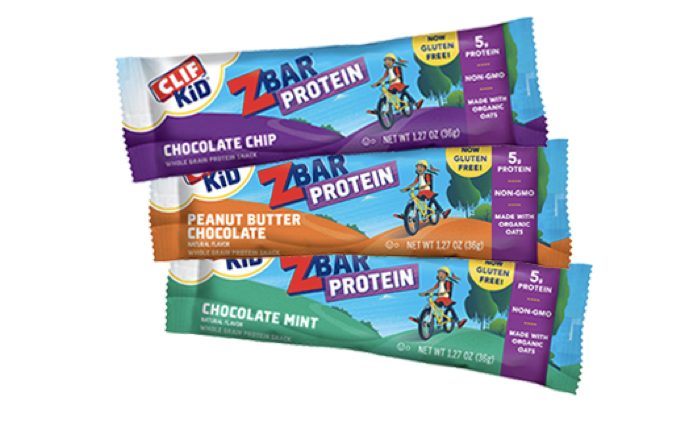 CLIF
KID
ZBAR
PROTEIN
NOW
GLUTEN
FREE!
5g
PROTEIN
NON-GMO
MADE WITH
ORGANIC
OATS
CHOCOLATE CHIP
WHOLE GRAIN PROTEIN SNACK
NET WT 1.27 OZ (36g)
KID
ZBAR
PROTEIN
NOW
GLUTEN
FREE!
5g
PROTEIN
NON-GMO
MADE WITH
ORGANIC
OATS
PEANUT BUTTER
CHOCOLATE
NATURAL FLAVOR
WHOLE GRAIN PROTEIN SNACK
NET WT 1.27 OZ (36g)
KID
ZBAR
PROTEIN
NOW
GLUTEN
FREE!
5g
PROTEIN
NON-GMO
MADE WITH
ORGANIC
OATS
CHOCOLATE MINT
NATURAL FLAVOR
WHOLE GRAIN PROTEIN SNACK
NET WT 1.27 OZ (36g)